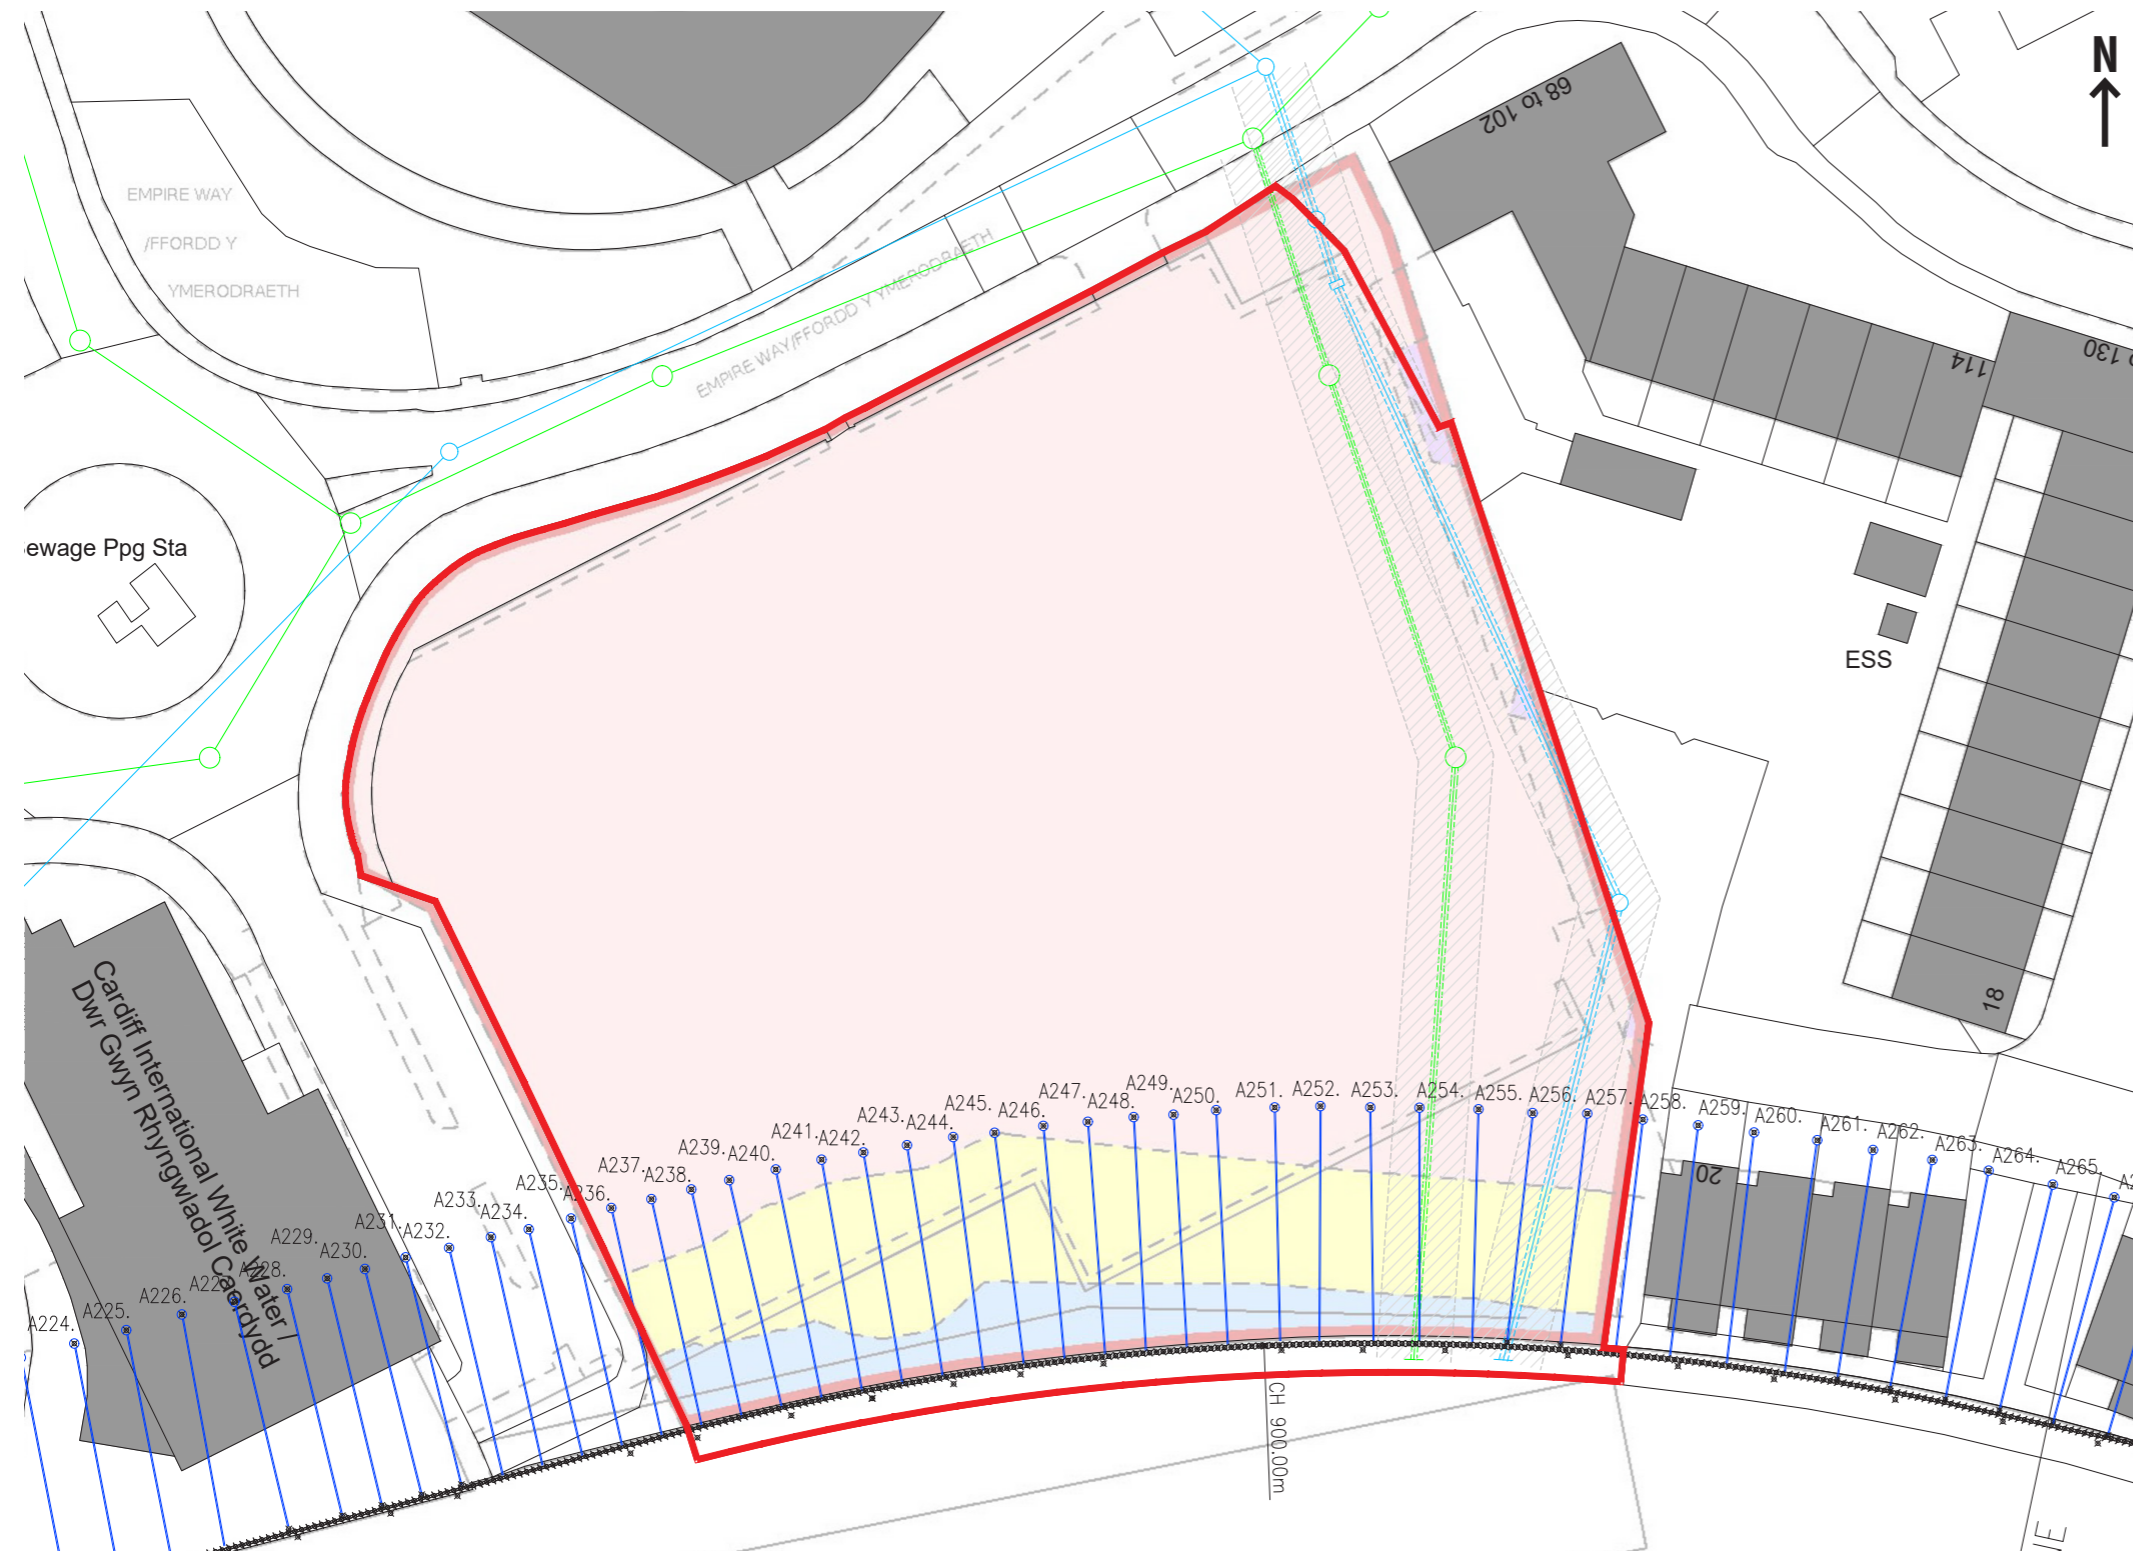 N
68 to 102
EMPIRE WAY
/FFORDD Y
YMERODRAETH
EMPIRE WAY/FFORDD Y YMERODRAETH
114
130
ewage Ppg Sta
ESS
18
Cardiff International White Water /
Dwr Gwyn Rhyngwladol Caerdydd
20
A224.
A225.
A226.
A228.
A229.
A230.
A231.
A232.
A233.
A234.
A235.
A236.
A237.
A238.
A239.
A240.
A241.
A242.
A243.
A244.
A245.
A246.
A247.
A248.
A249.
A250.
A251.
A252.
A253.
A254.
A255.
A256.
A257.
A258.
A259.
A260.
A261.
A262.
A263.
A264.
A265.
CH 900.00m